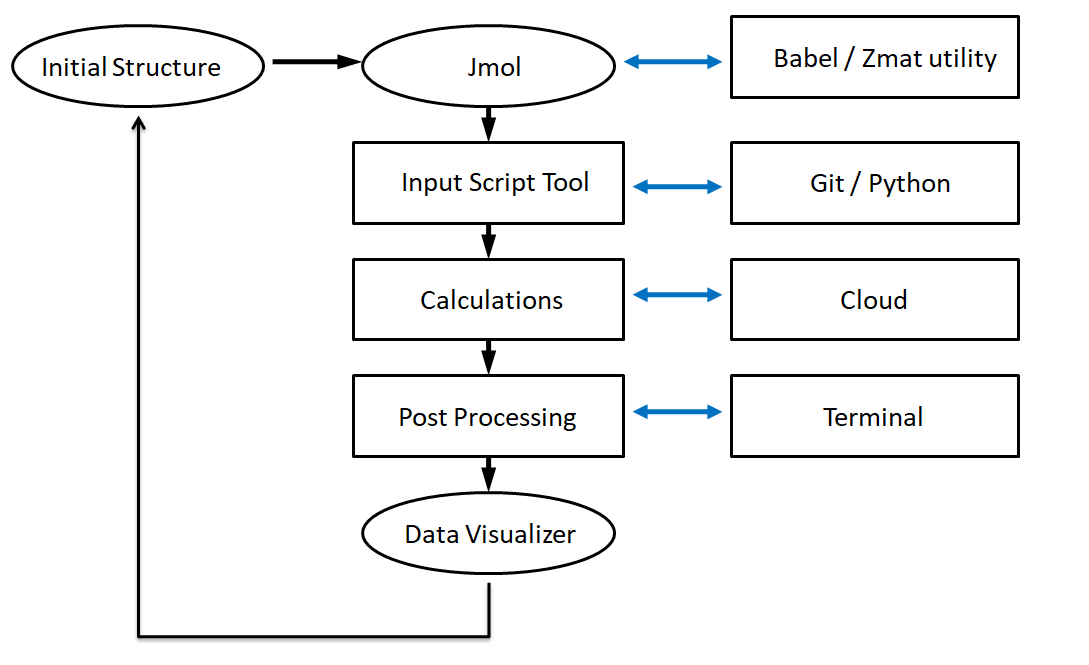 Initial Structure
Jmol
Babel / Zmat utility
Input Script Tool
Git / Python
Calculations
Cloud
Post Processing
Terminal
Data Visualizer